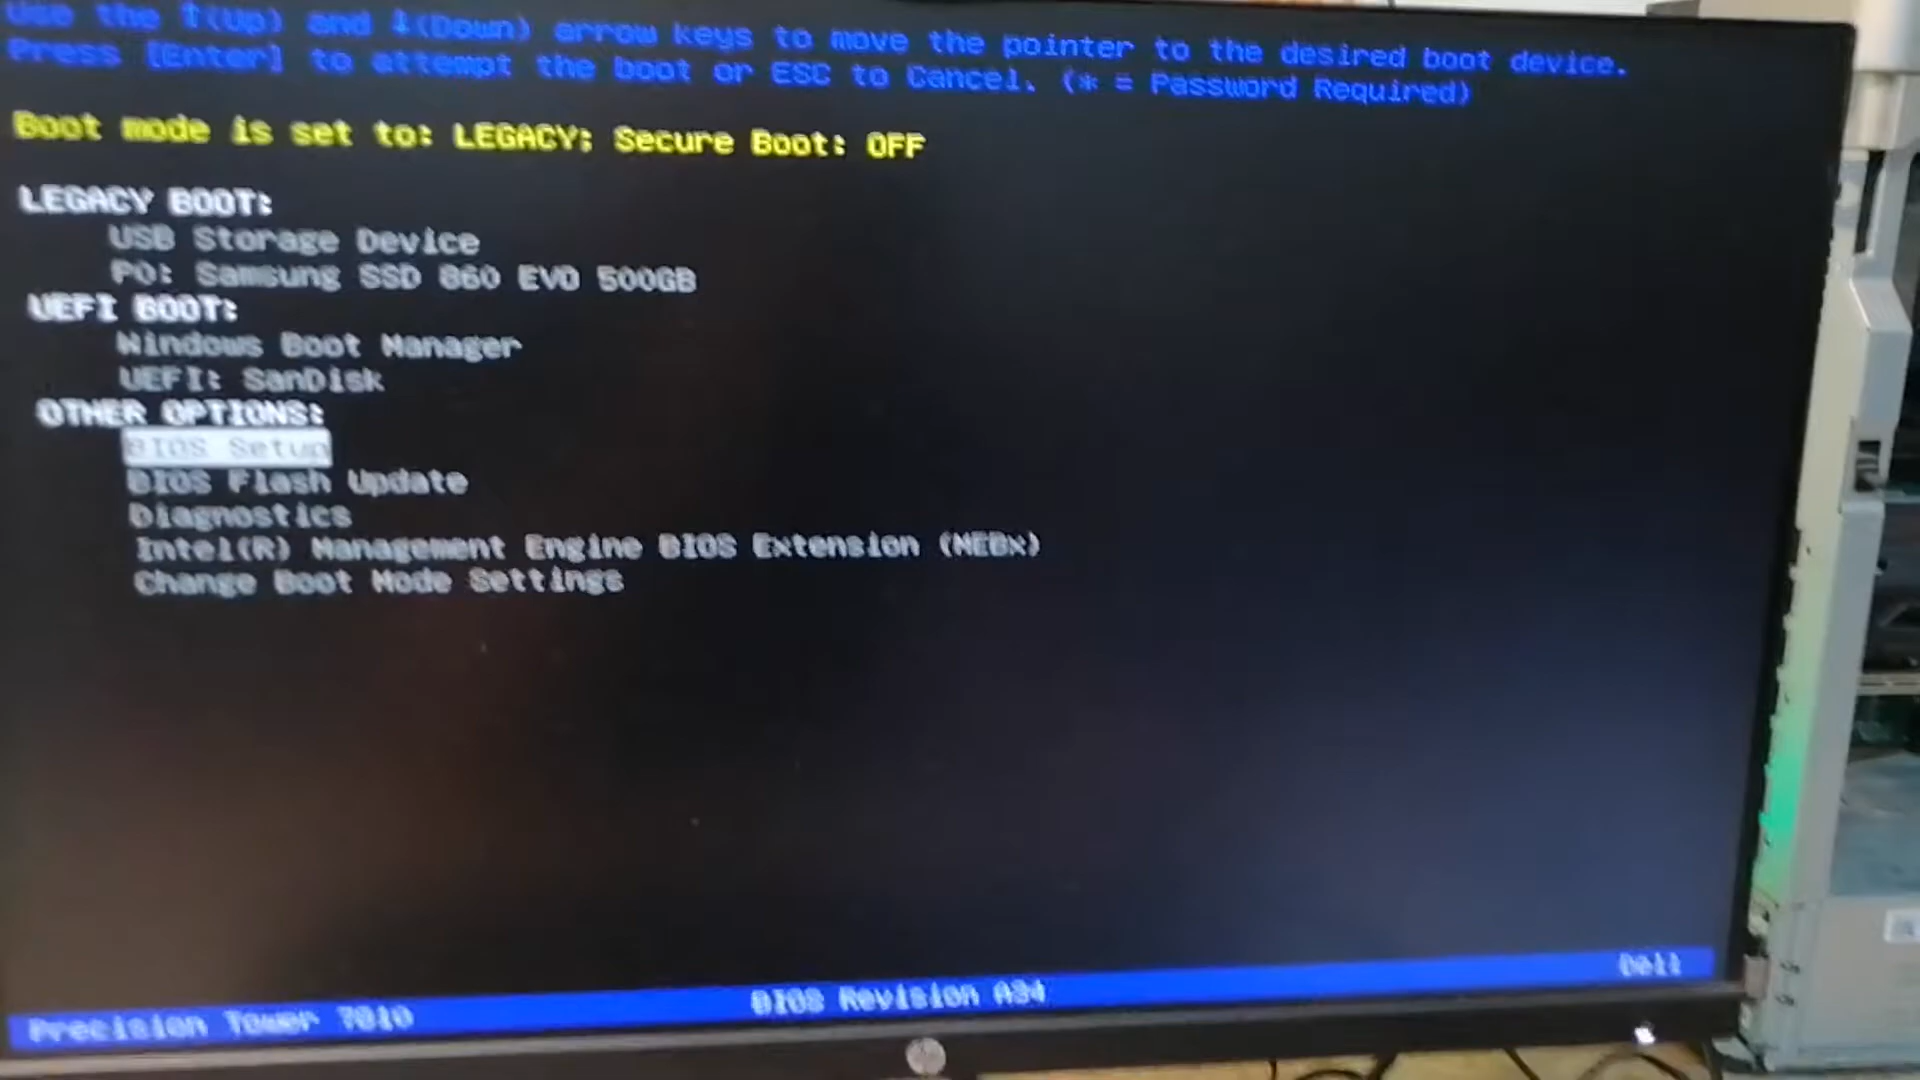 Use the ↑(Up) and ↓(Down) arrow keys to move the pointer to the desired boot device.
Press [Enter] to attempt the boot or ESC to Cancel. (* = Password Required)
Boot mode is set to: LEGACY; Secure Boot: OFF
LEGACY BOOT:
USB Storage Device
P0: Samsung SSD 860 EVO 500GB
UEFI BOOT:
Windows Boot Manager
UEFI: SanDisk
OTHER OPTIONS:
BIOS Setup
BIOS Flash Update
Diagnostics
Intel(R) Management Engine BIOS Extension (MEBx)
Change Boot Mode Settings
Precision Tower 7810 BIOS Revision A34 Dell
hp